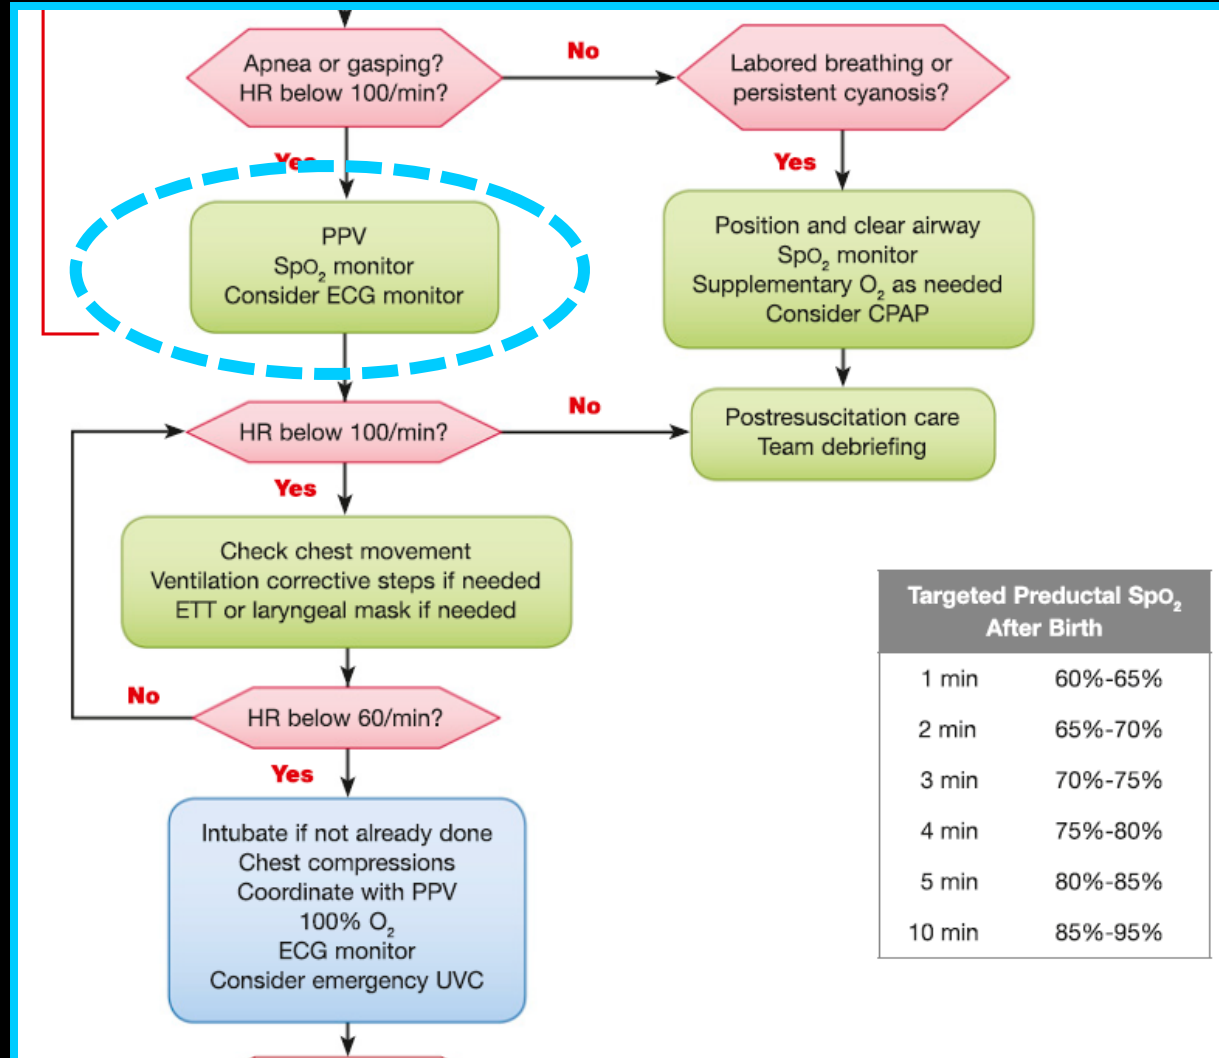 Apnea or gasping?
HR below 100/min?
No
Labored breathing or
persistent cyanosis?
Yes
Yes
PPV
SpO₂ monitor
Consider ECG monitor
Position and clear airway
SpO₂ monitor
Supplementary O₂ as needed
Consider CPAP
HR below 100/min?
No
Postresuscitation care
Team debriefing
Yes
Check chest movement
Ventilation corrective steps if needed
ETT or laryngeal mask if needed
No
HR below 60/min?
Yes
Intubate if not already done
Chest compressions
Coordinate with PPV
100% O₂
ECG monitor
Consider emergency UVC
Targeted Preductal SpO₂
After Birth
1 min 60%-65%
2 min 65%-70%
3 min 70%-75%
4 min 75%-80%
5 min 80%-85%
10 min 85%-95%